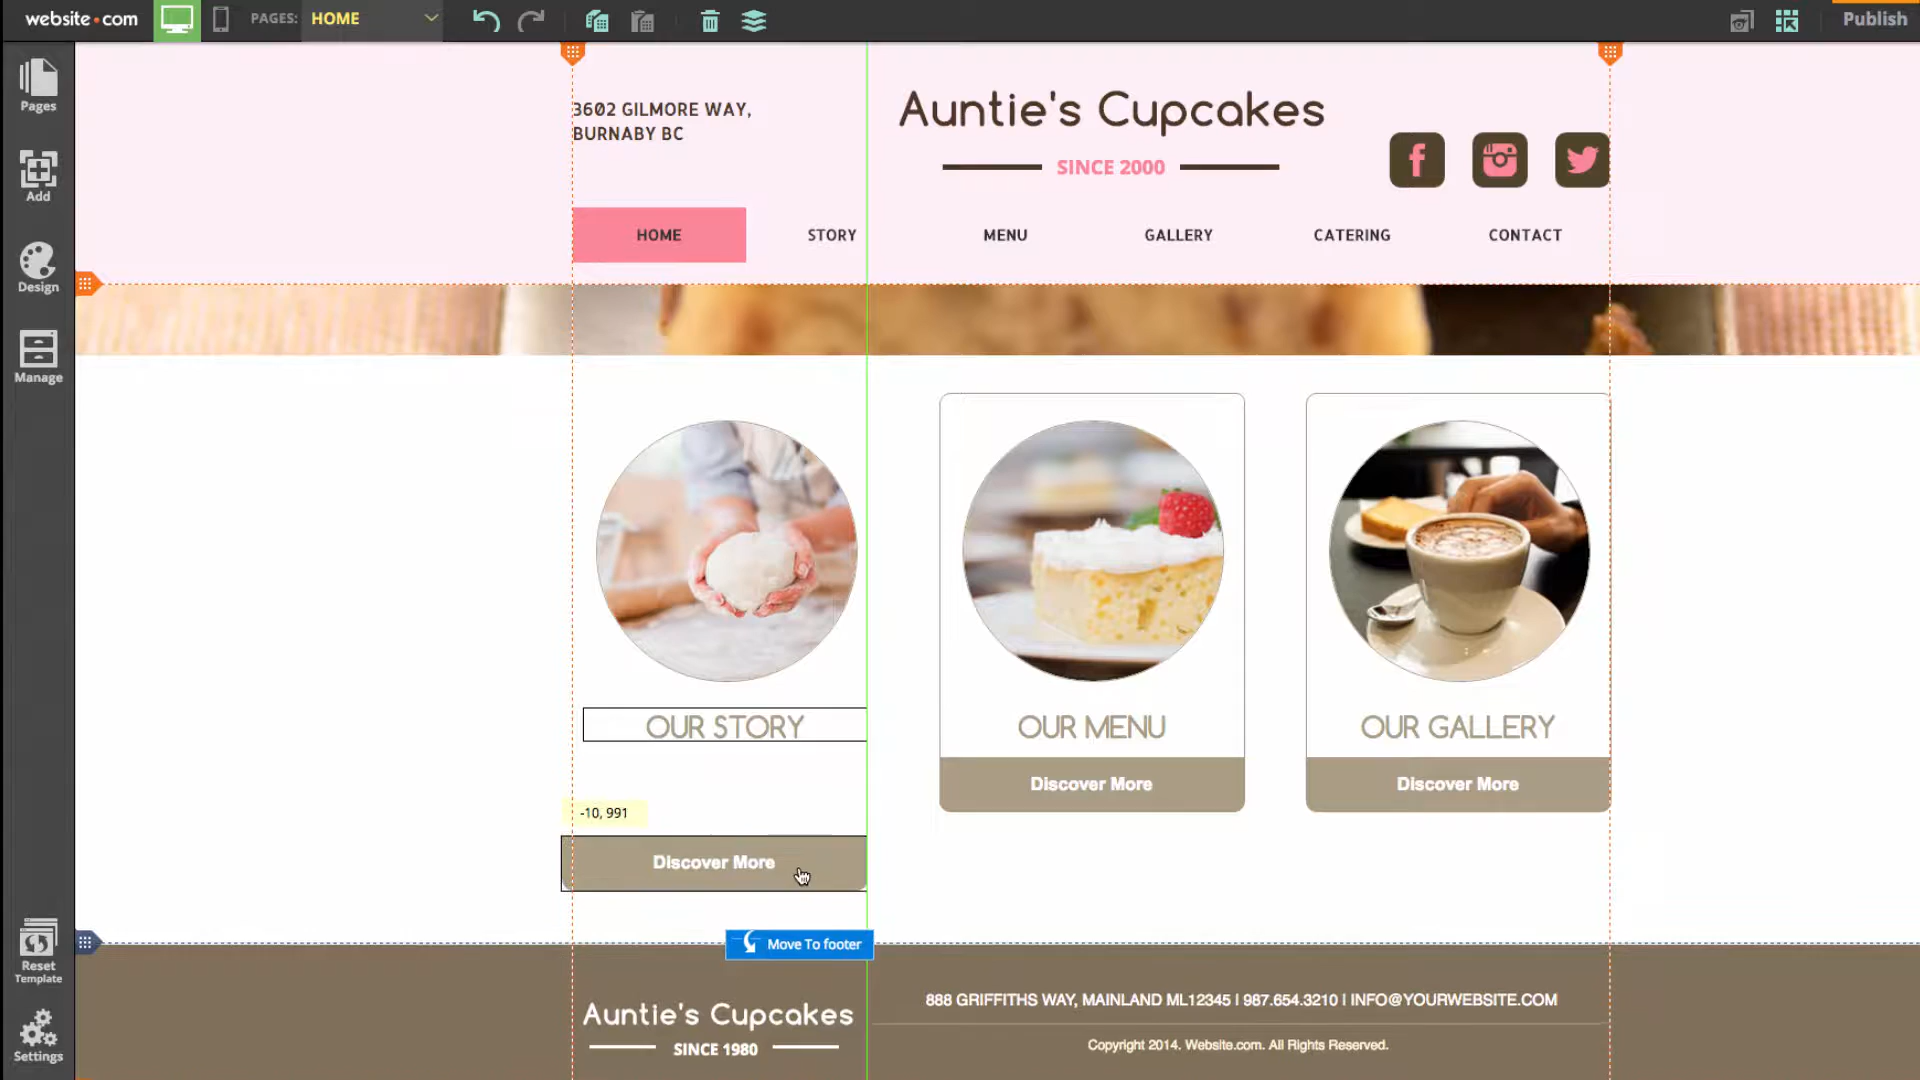 website.com
PAGES: HOME
Publish
Pages
Add
Design
Manage
Reset
Template
Settings
3602 GILMORE WAY,
BURNABY BC
Auntie's Cupcakes
SINCE 2000
HOME STORY MENU GALLERY CATERING CONTACT
OUR STORY
OUR MENU
OUR GALLERY
Discover More
Discover More
-10, 991
Discover More
Move To footer
Auntie's Cupcakes
SINCE 1980
888 GRIFFITHS WAY, MAINLAND ML12345 | 987.654.3210 | INFO@YOURWEBSITE.COM
Copyright 2014. Website.com. All Rights Reserved.